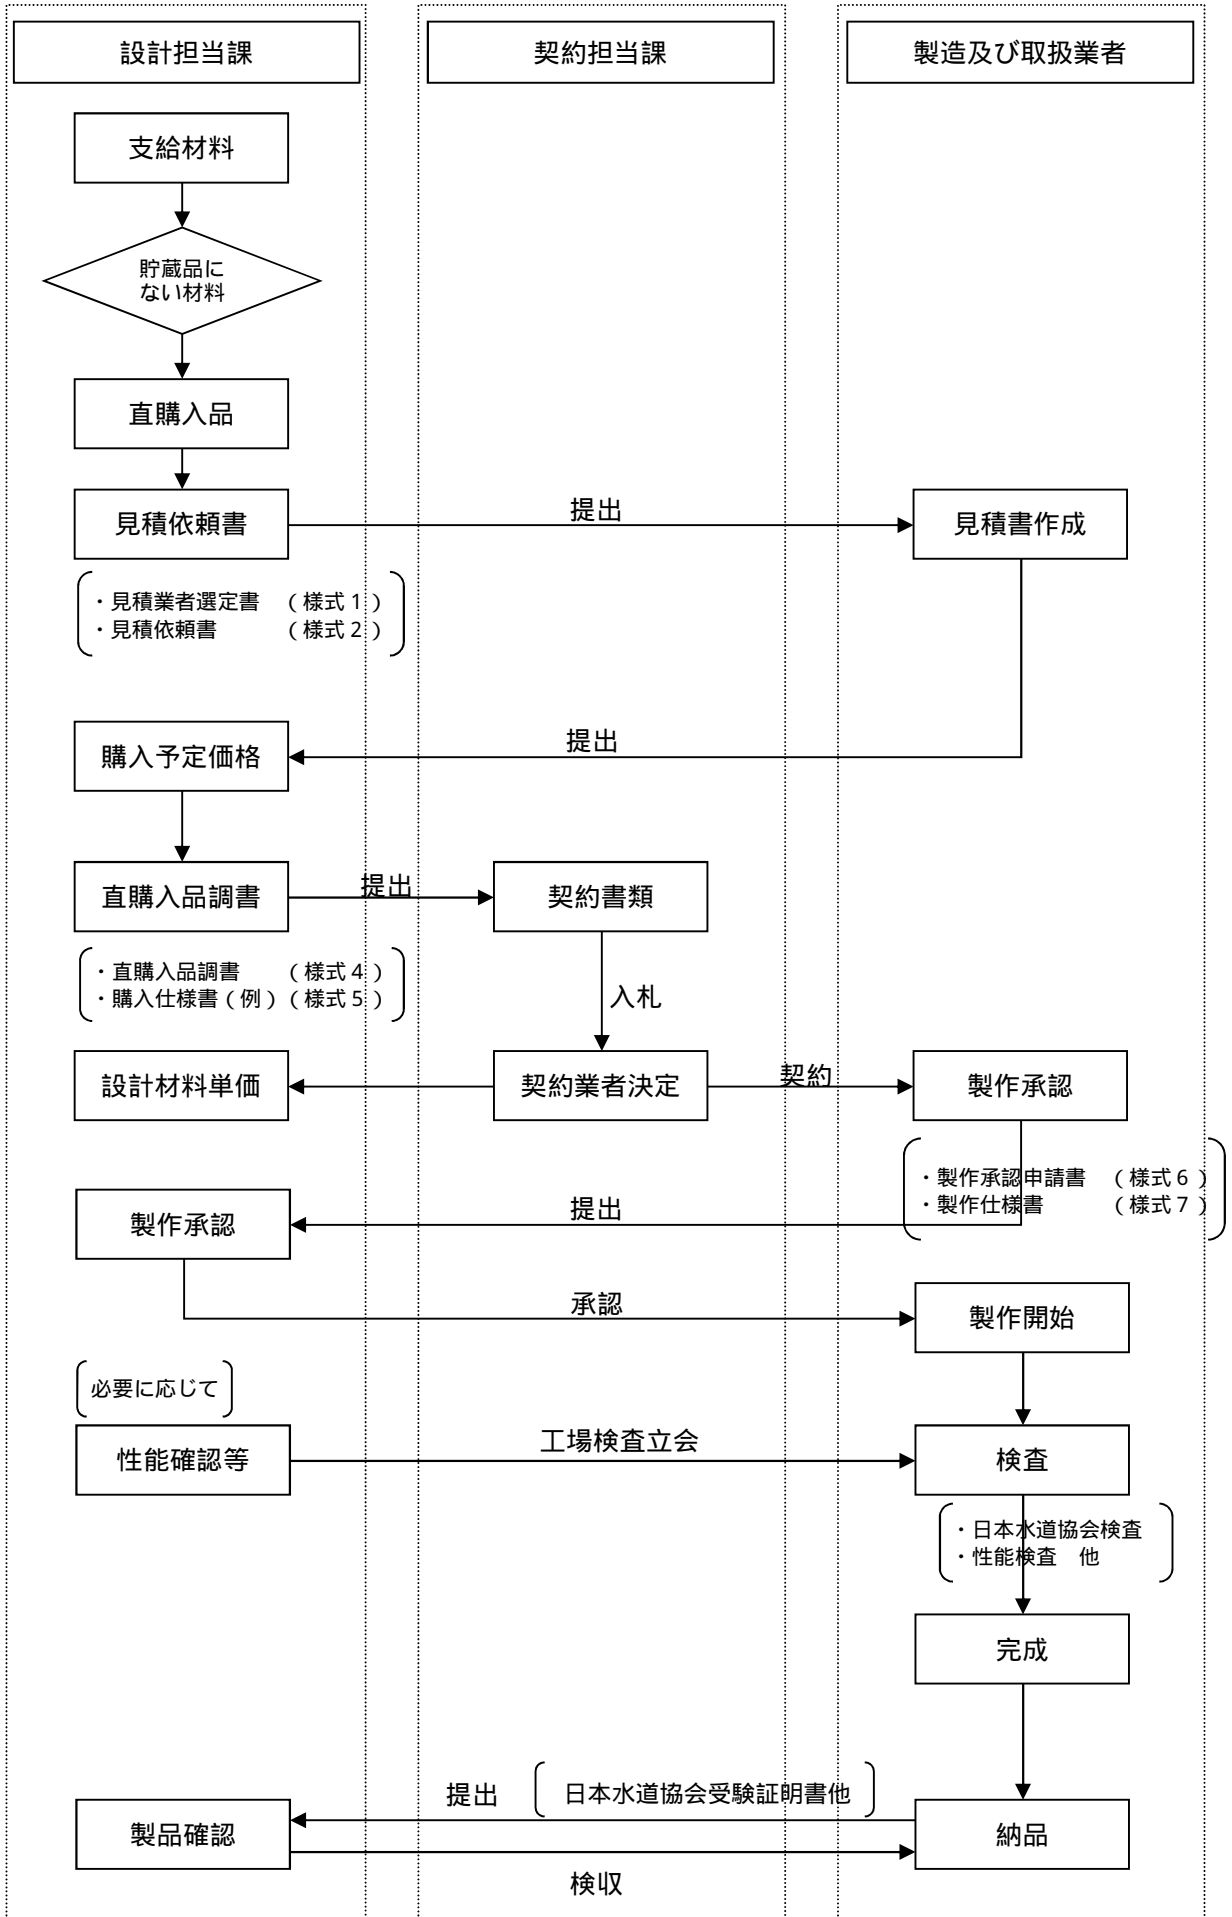 設計担当課
契約担当課
製造及び取扱業者
支給材料
貯蔵品に
ない材料
直購入品
見積依頼書
提出
見積書作成
・見積業者選定書　（様式１）
・見積依頼書　　　（様式２）
購入予定価格
提出
直購入品調書
提出
契約書類
・直購入品調書　　（様式４）
・購入仕様書（例）（様式５）
入札
設計材料単価
契約業者決定
契約
製作承認
・製作承認申請書　（様式６）
・製作仕様書　　　（様式７）
製作承認
提出
承認
製作開始
必要に応じて
性能確認等
工場検査立会
検査
・日本水道協会検査
・性能検査　他
完成
提出
日本水道協会受験証明書他
製品確認
納品
検収